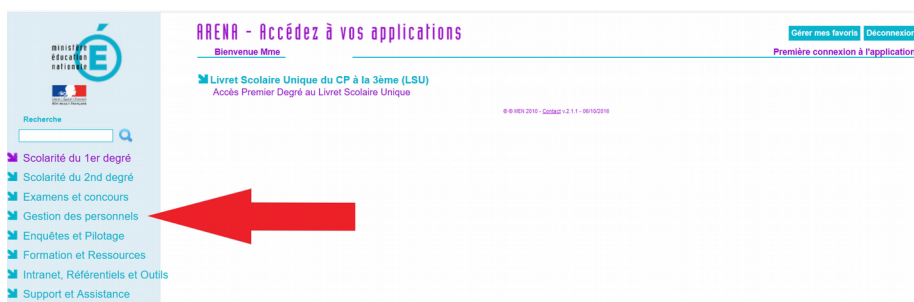 ministère
éducation
nationale
ARENA - Accédez à vos applications
Gérer mes favoris Déconnexion
Bienvenue Mme
Première connexion à l'application
Livret Scolaire Unique du CP à la 3ème (LSU)
Accès Premier Degré au Livret Scolaire Unique
Recherche
© ® MEN 2010 - Contact v.2.1.1 - 06/10/2016
Scolarité du 1er degré
Scolarité du 2nd degré
Examens et concours
Gestion des personnels
Enquêtes et Pilotage
Formation et Ressources
Intranet, Référentiels et Outils
Support et Assistance